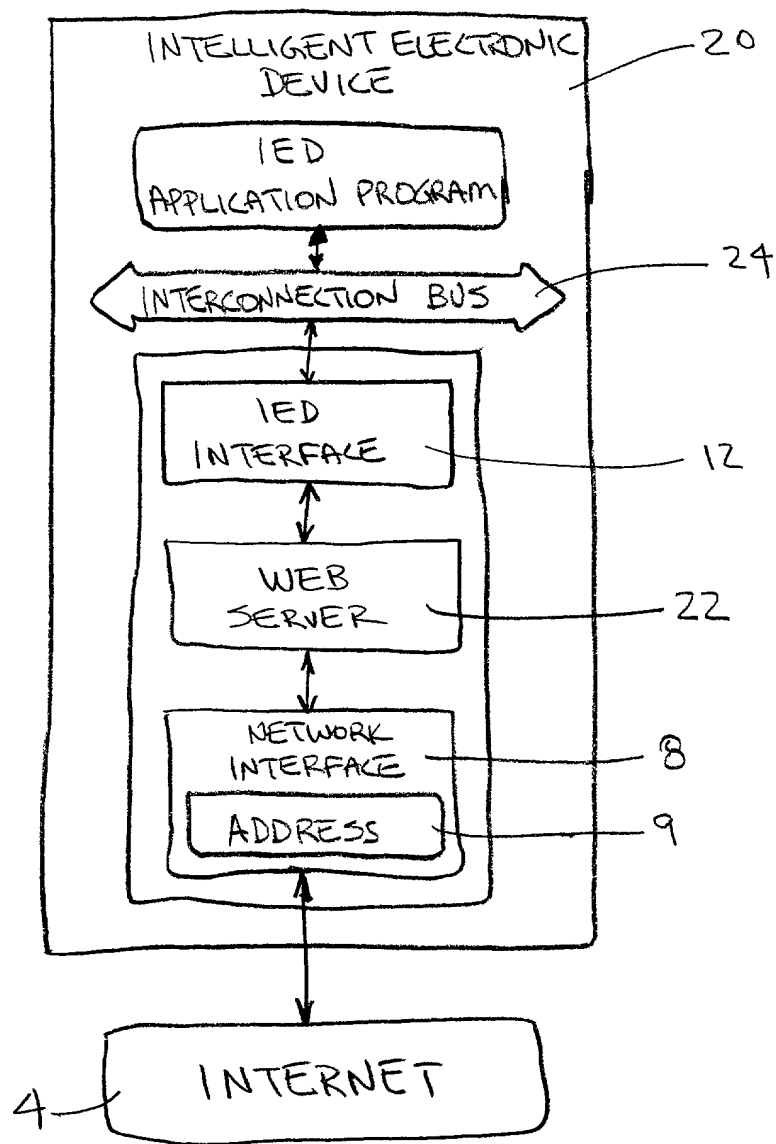 INTELLIGENT ELECTRONIC
DEVICE
20
IED
APPLICATION PROGRAM
24
INTERCONNECTION BUS
IED
INTERFACE
12
WEB
SERVER
22
NETWORK
INTERFACE
8
ADDRESS
9
INTERNET
4